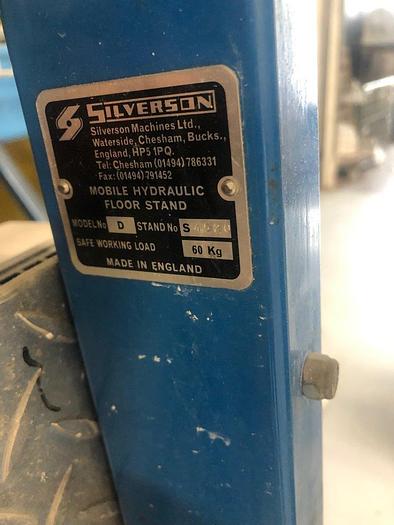 SILVERSON
Silverson Machines Ltd.,
Waterside, Chesham, Bucks.,
England, HP5 1PQ.
Tel: Chesham (01494) 786331
Fax: (01494) 791452
MOBILE HYDRAULIC
FLOOR STAND
MODEL No D STAND No
SAFE WORKING LOAD 60 Kg
MADE IN ENGLAND